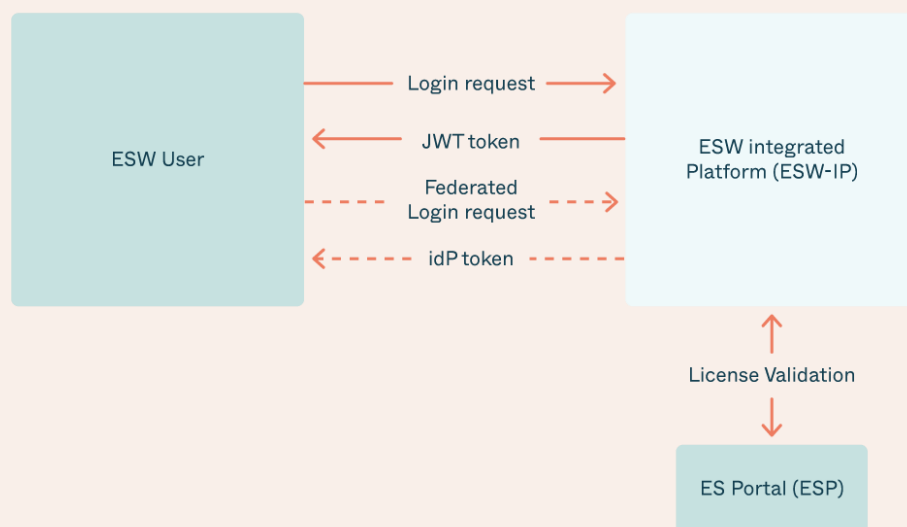 ESW User
Login request
JWT token
Federated
Login request
idP token
ESW integrated
Platform (ESW-IP)
License Validation
ES Portal (ESP)